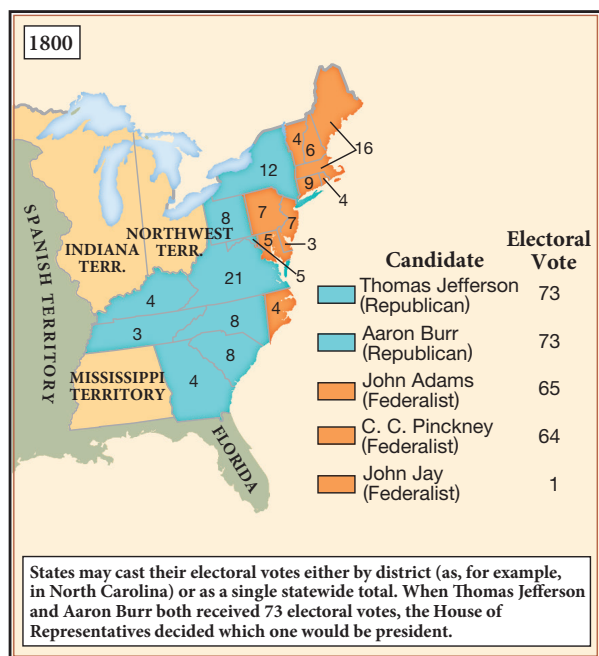 1800
4
6
16
12
9
4
8
7
7
NORTHWEST
TERR.
5
3
INDIANA
TERR.
5
SPANISH TERRITORY
21
4
4
3
8
8
MISSISSIPPI
TERRITORY
4
FLORIDA
Candidate
Electoral
Vote
Thomas Jefferson 73
(Republican)
Aaron Burr 73
(Republican)
John Adams 65
(Federalist)
C. C. Pinckney 64
(Federalist)
John Jay 1
(Federalist)
States may cast their electoral votes either by district (as, for example,
in North Carolina) or as a single statewide total. When Thomas Jefferson
and Aaron Burr both received 73 electoral votes, the House of
Representatives decided which one would be president.